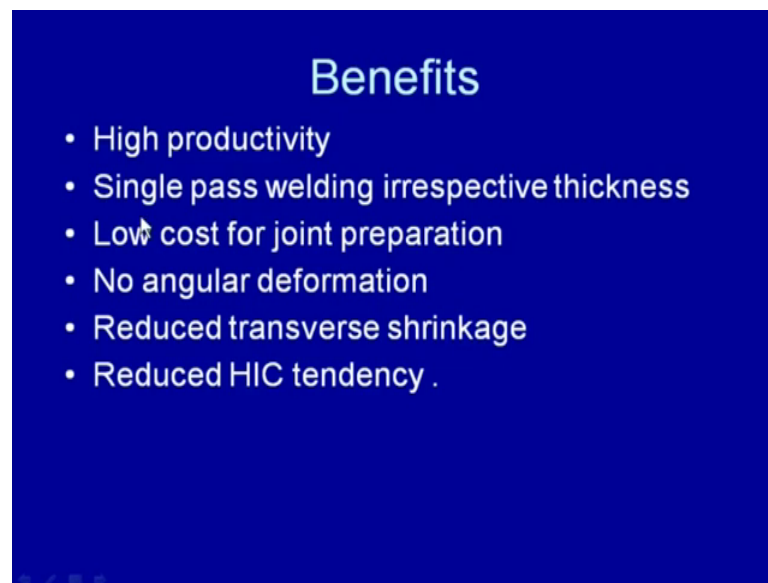 Benefits
• High productivity
• Single pass welding irrespective thickness
• Low cost for joint preparation
• No angular deformation
• Reduced transverse shrinkage
• Reduced HIC tendency .